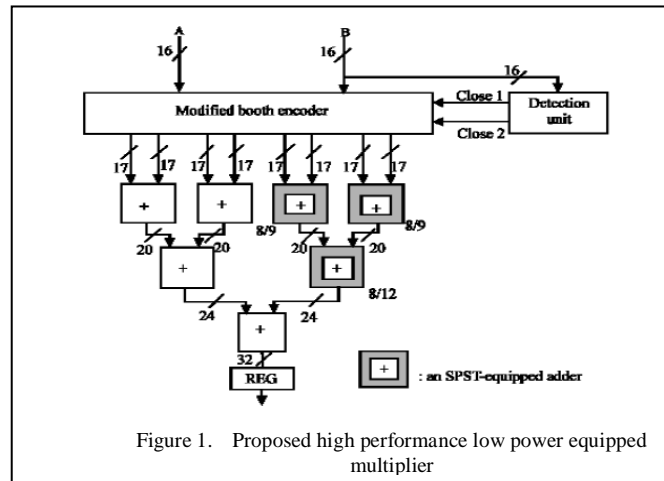 A B
16 16 16
Modified booth encoder
Close 1
Close 2
Detection
unit
17 17 17 17 17 17 17 17
+ + + +
8/9 8/9
20 20 20 20
+ +
8/12
24 24
+
32
REG
+ : an SPST-equipped adder
Figure 1. Proposed high performance low power equipped
multiplier